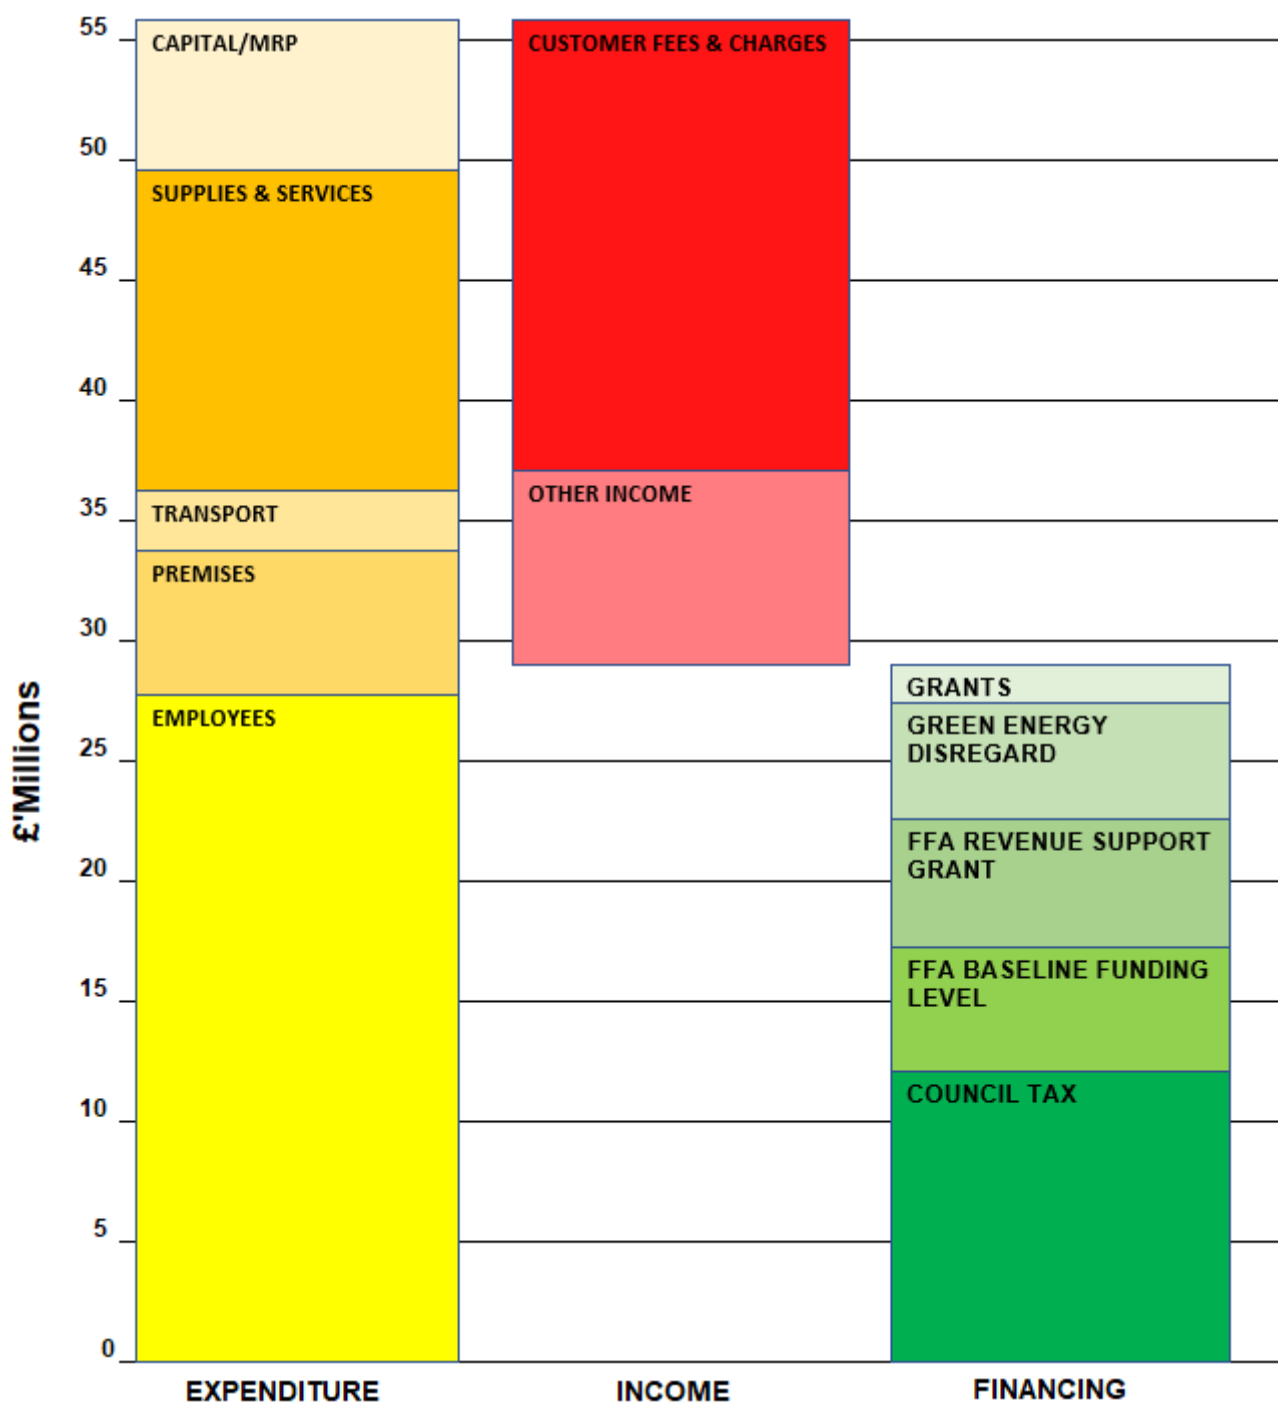 £'Millions
55
50
45
40
35
30
25
20
15
10
5
0
CAPITAL/MRP
SUPPLIES & SERVICES
TRANSPORT
PREMISES
EMPLOYEES
CUSTOMER FEES & CHARGES
OTHER INCOME
GRANTS
GREEN ENERGY
DISREGARD
FFA REVENUE SUPPORT
GRANT
FFA BASELINE FUNDING
LEVEL
COUNCIL TAX
EXPENDITURE
INCOME
FINANCING